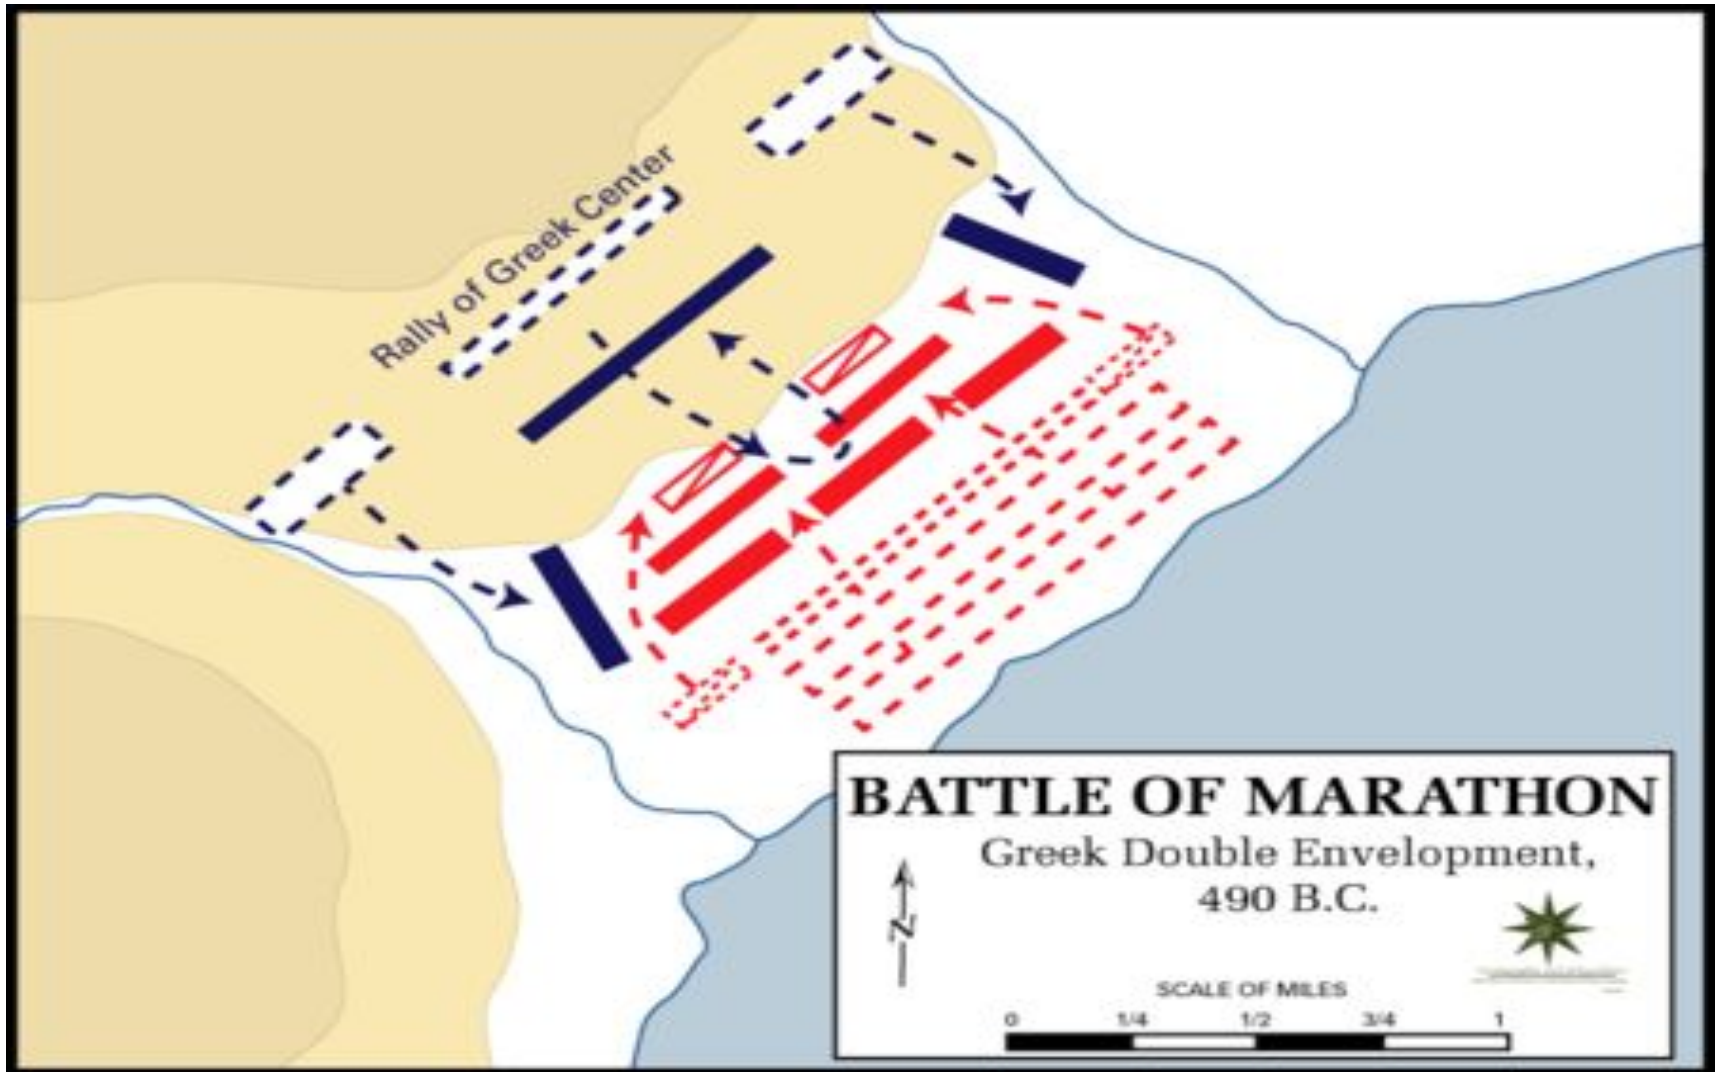 Rally of Greek Center
BATTLE OF MARATHON
Greek Double Envelopment,
490 B.C.
N
SCALE OF MILES
0 1/4 1/2 3/4 1